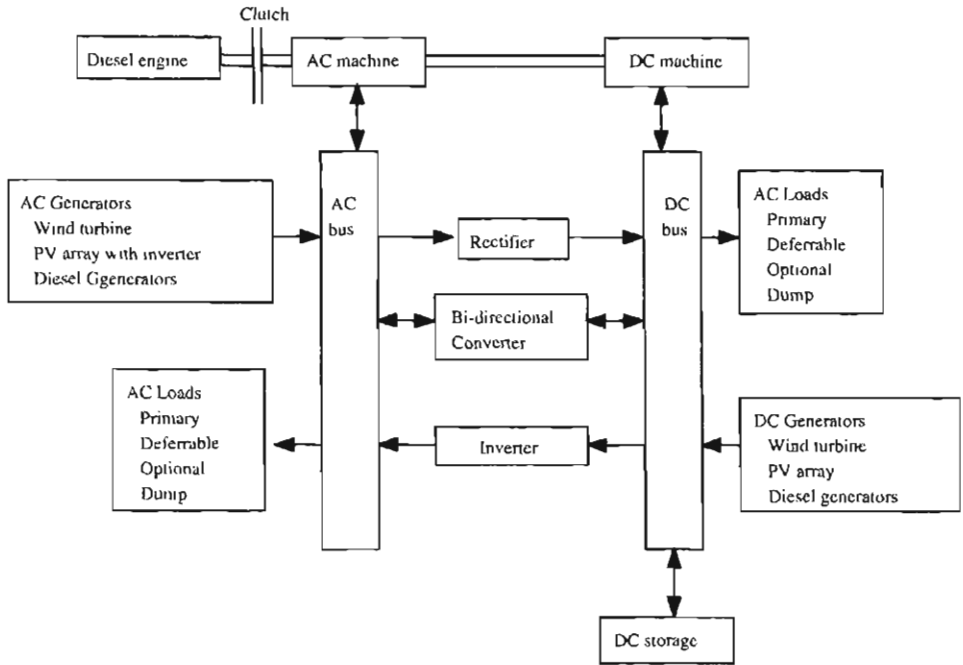 Clutch
Diesel engine
AC machine
DC machine
AC Generators
Wind turbine
PV array with inverter
Diesel Ggenerators
AC
bus
Rectifier
Bi-directional
Converter
Inverter
DC
bus
AC Loads
Primary
Deferrable
Optional
Dump
AC Loads
Primary
Deferrable
Optional
Dump
DC Generators
Wind turbine
PV array
Diesel generators
DC storage